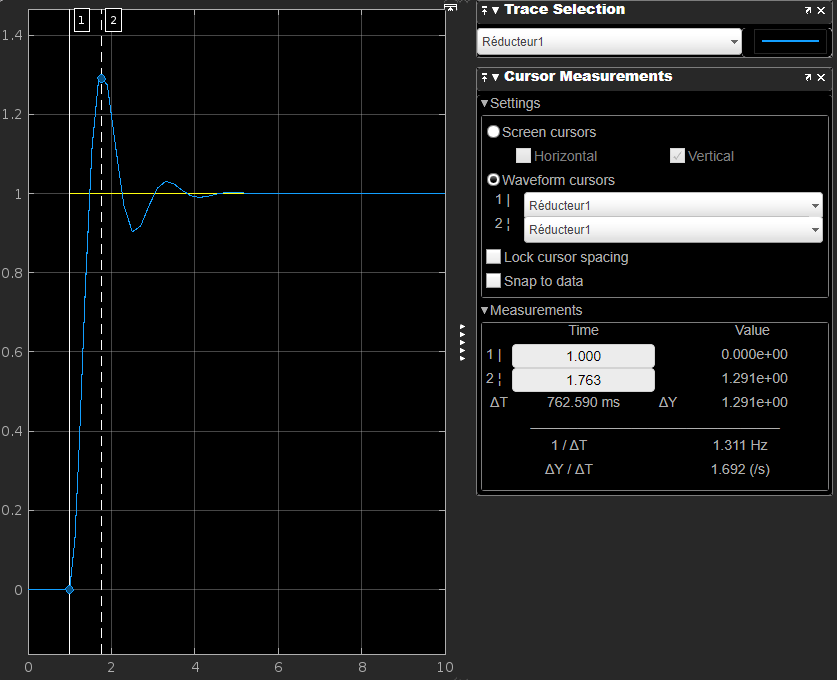 1 2
1.4
1.2
1
0.8
0.6
0.4
0.2
0
0 2 4 6 8 10
Trace Selection
Réducteur1
Cursor Measurements
Settings
Screen cursors
Horizontal Vertical
Waveform cursors
1 | Réducteur1
2 ¦ Réducteur1
Lock cursor spacing
Snap to data
Measurements
Time Value
1 | 1.000 0.000e+00
2 ¦ 1.763 1.291e+00
ΔT 762.590 ms ΔY 1.291e+00
1 / ΔT 1.311 Hz
ΔY / ΔT 1.692 (/s)